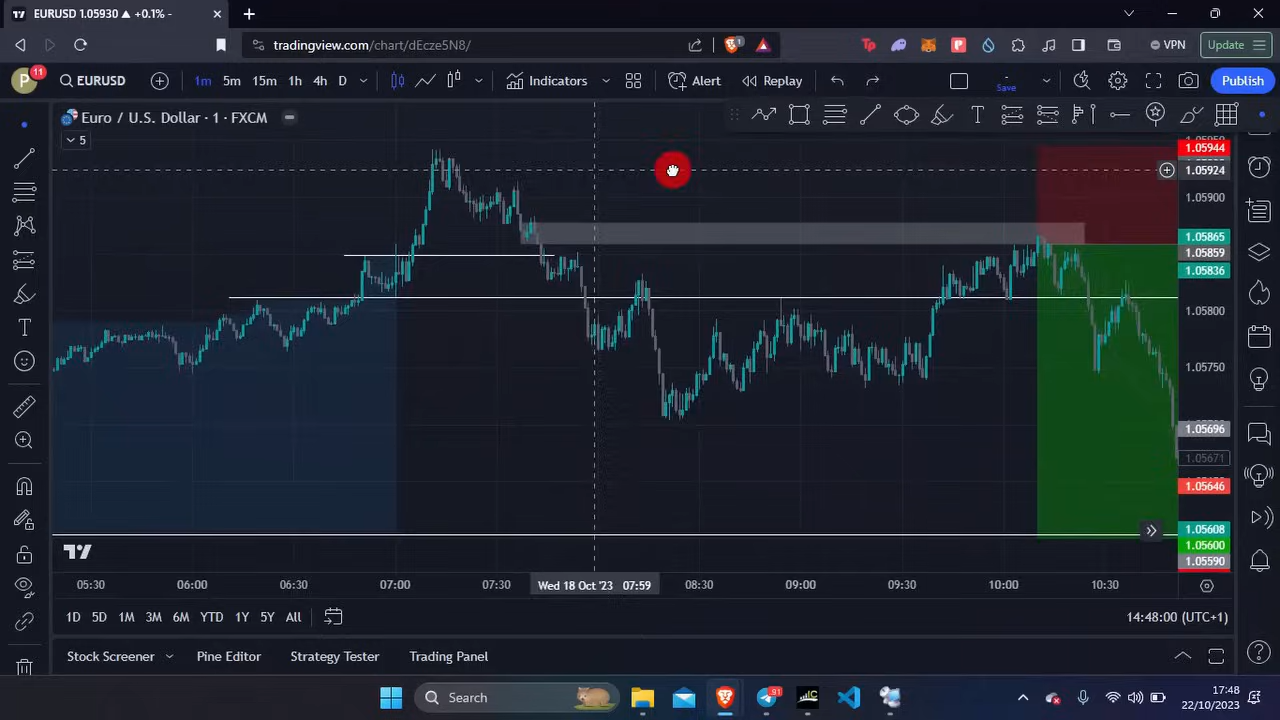 EURUSD 1.05930 ▲ +0.1% -
tradingview.com/chart/dEcze5N8/
1
VPN
Update
P
11
EURUSD
1m 5m 15m 1h 4h D
Indicators
Alert
Replay
Save
Publish
Euro / U.S. Dollar · 1 · FXCM
5
1.05944
1.05924
1.05900
1.05865
1.05859
1.05836
1.05800
1.05750
1.05696
1.05671
1.05646
1.05608
1.05600
1.05590
05:30 06:00 06:30 07:00 07:30 Wed 18 Oct '23 07:59 08:30 09:00 09:30 10:00 10:30
1D 5D 1M 3M 6M YTD 1Y 5Y All
14:48:00 (UTC+1)
Stock Screener Pine Editor Strategy Tester Trading Panel
Search
91
17:48
22/10/2023